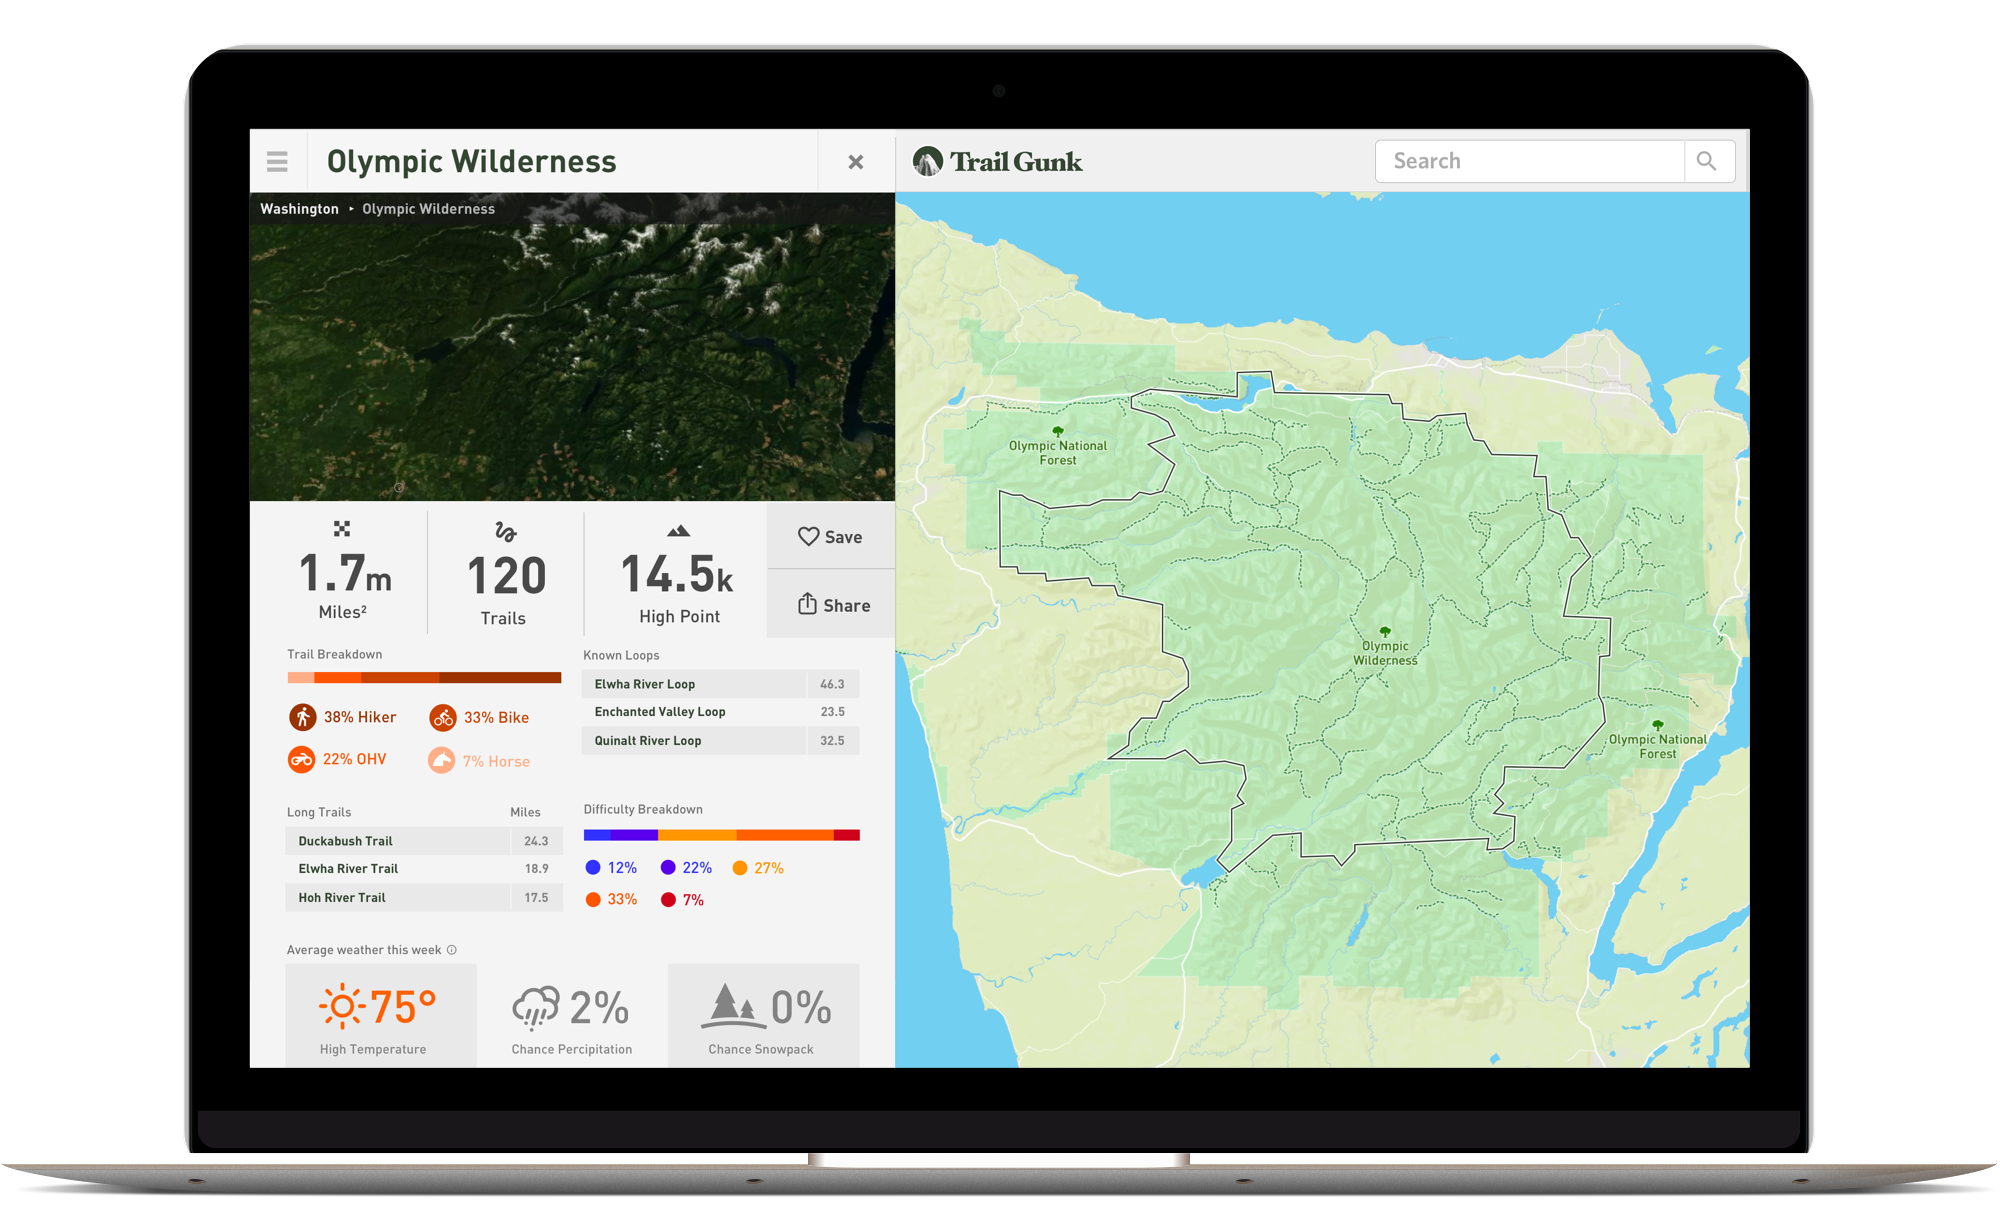 Olympic Wilderness
Trail Gunk
Search
Washington ‣ Olympic Wilderness
1.7m
Miles²
120
Trails
14.5k
High Point
Save
Share
Trail Breakdown
38% Hiker
33% Bike
22% OHV
7% Horse
Known Loops
Elwha River Loop 46.3
Enchanted Valley Loop 23.5
Quinalt River Loop 32.5
Long Trails Miles
Duckabush Trail 24.3
Elwha River Trail 18.9
Hoh River Trail 17.5
Difficulty Breakdown
12% 22% 27%
33% 7%
Average weather this week
75°
High Temperature
2%
Chance Percipitation
0%
Chance Snowpack
Olympic National
Forest
Olympic
Wilderness
Olympic National
Forest